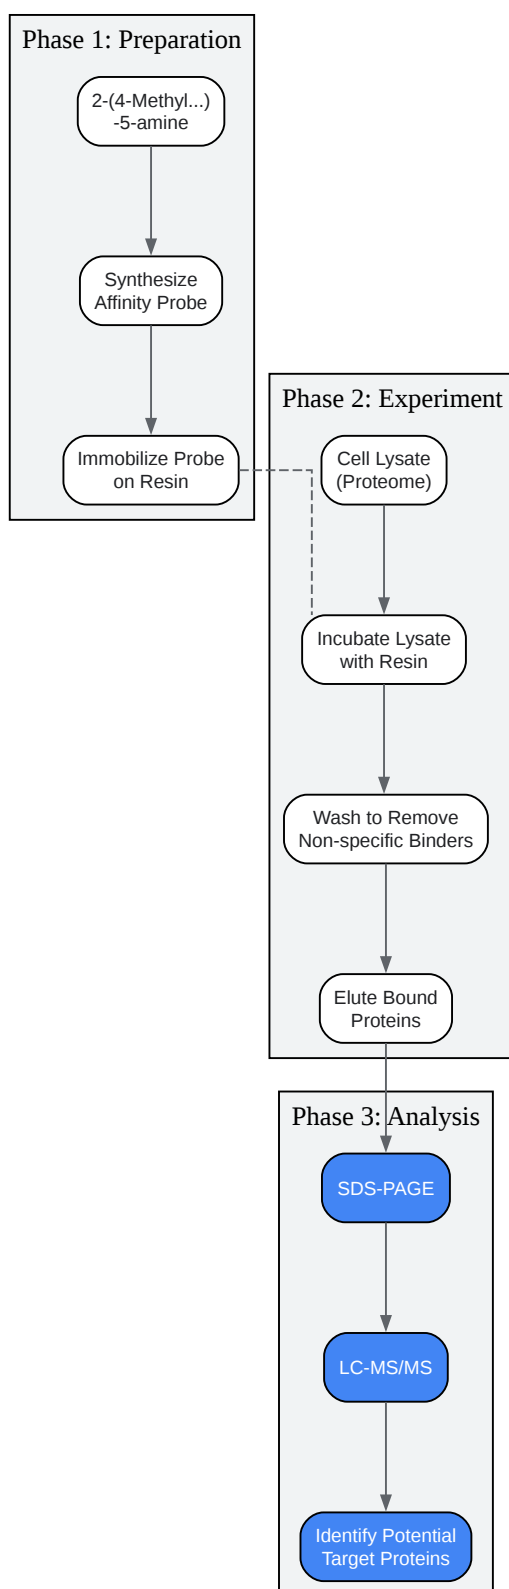 Phase 1: Preparation
2-(4-Methyl...)
-5-amine
Synthesize
Affinity Probe
Immobilize Probe
on Resin
Phase 2: Experiment
Cell Lysate
(Proteome)
Incubate Lysate
with Resin
Wash to Remove
Non-specific Binders
Elute Bound
Proteins
Phase 3: Analysis
SDS-PAGE
LC-MS/MS
Identify Potential
Target Proteins